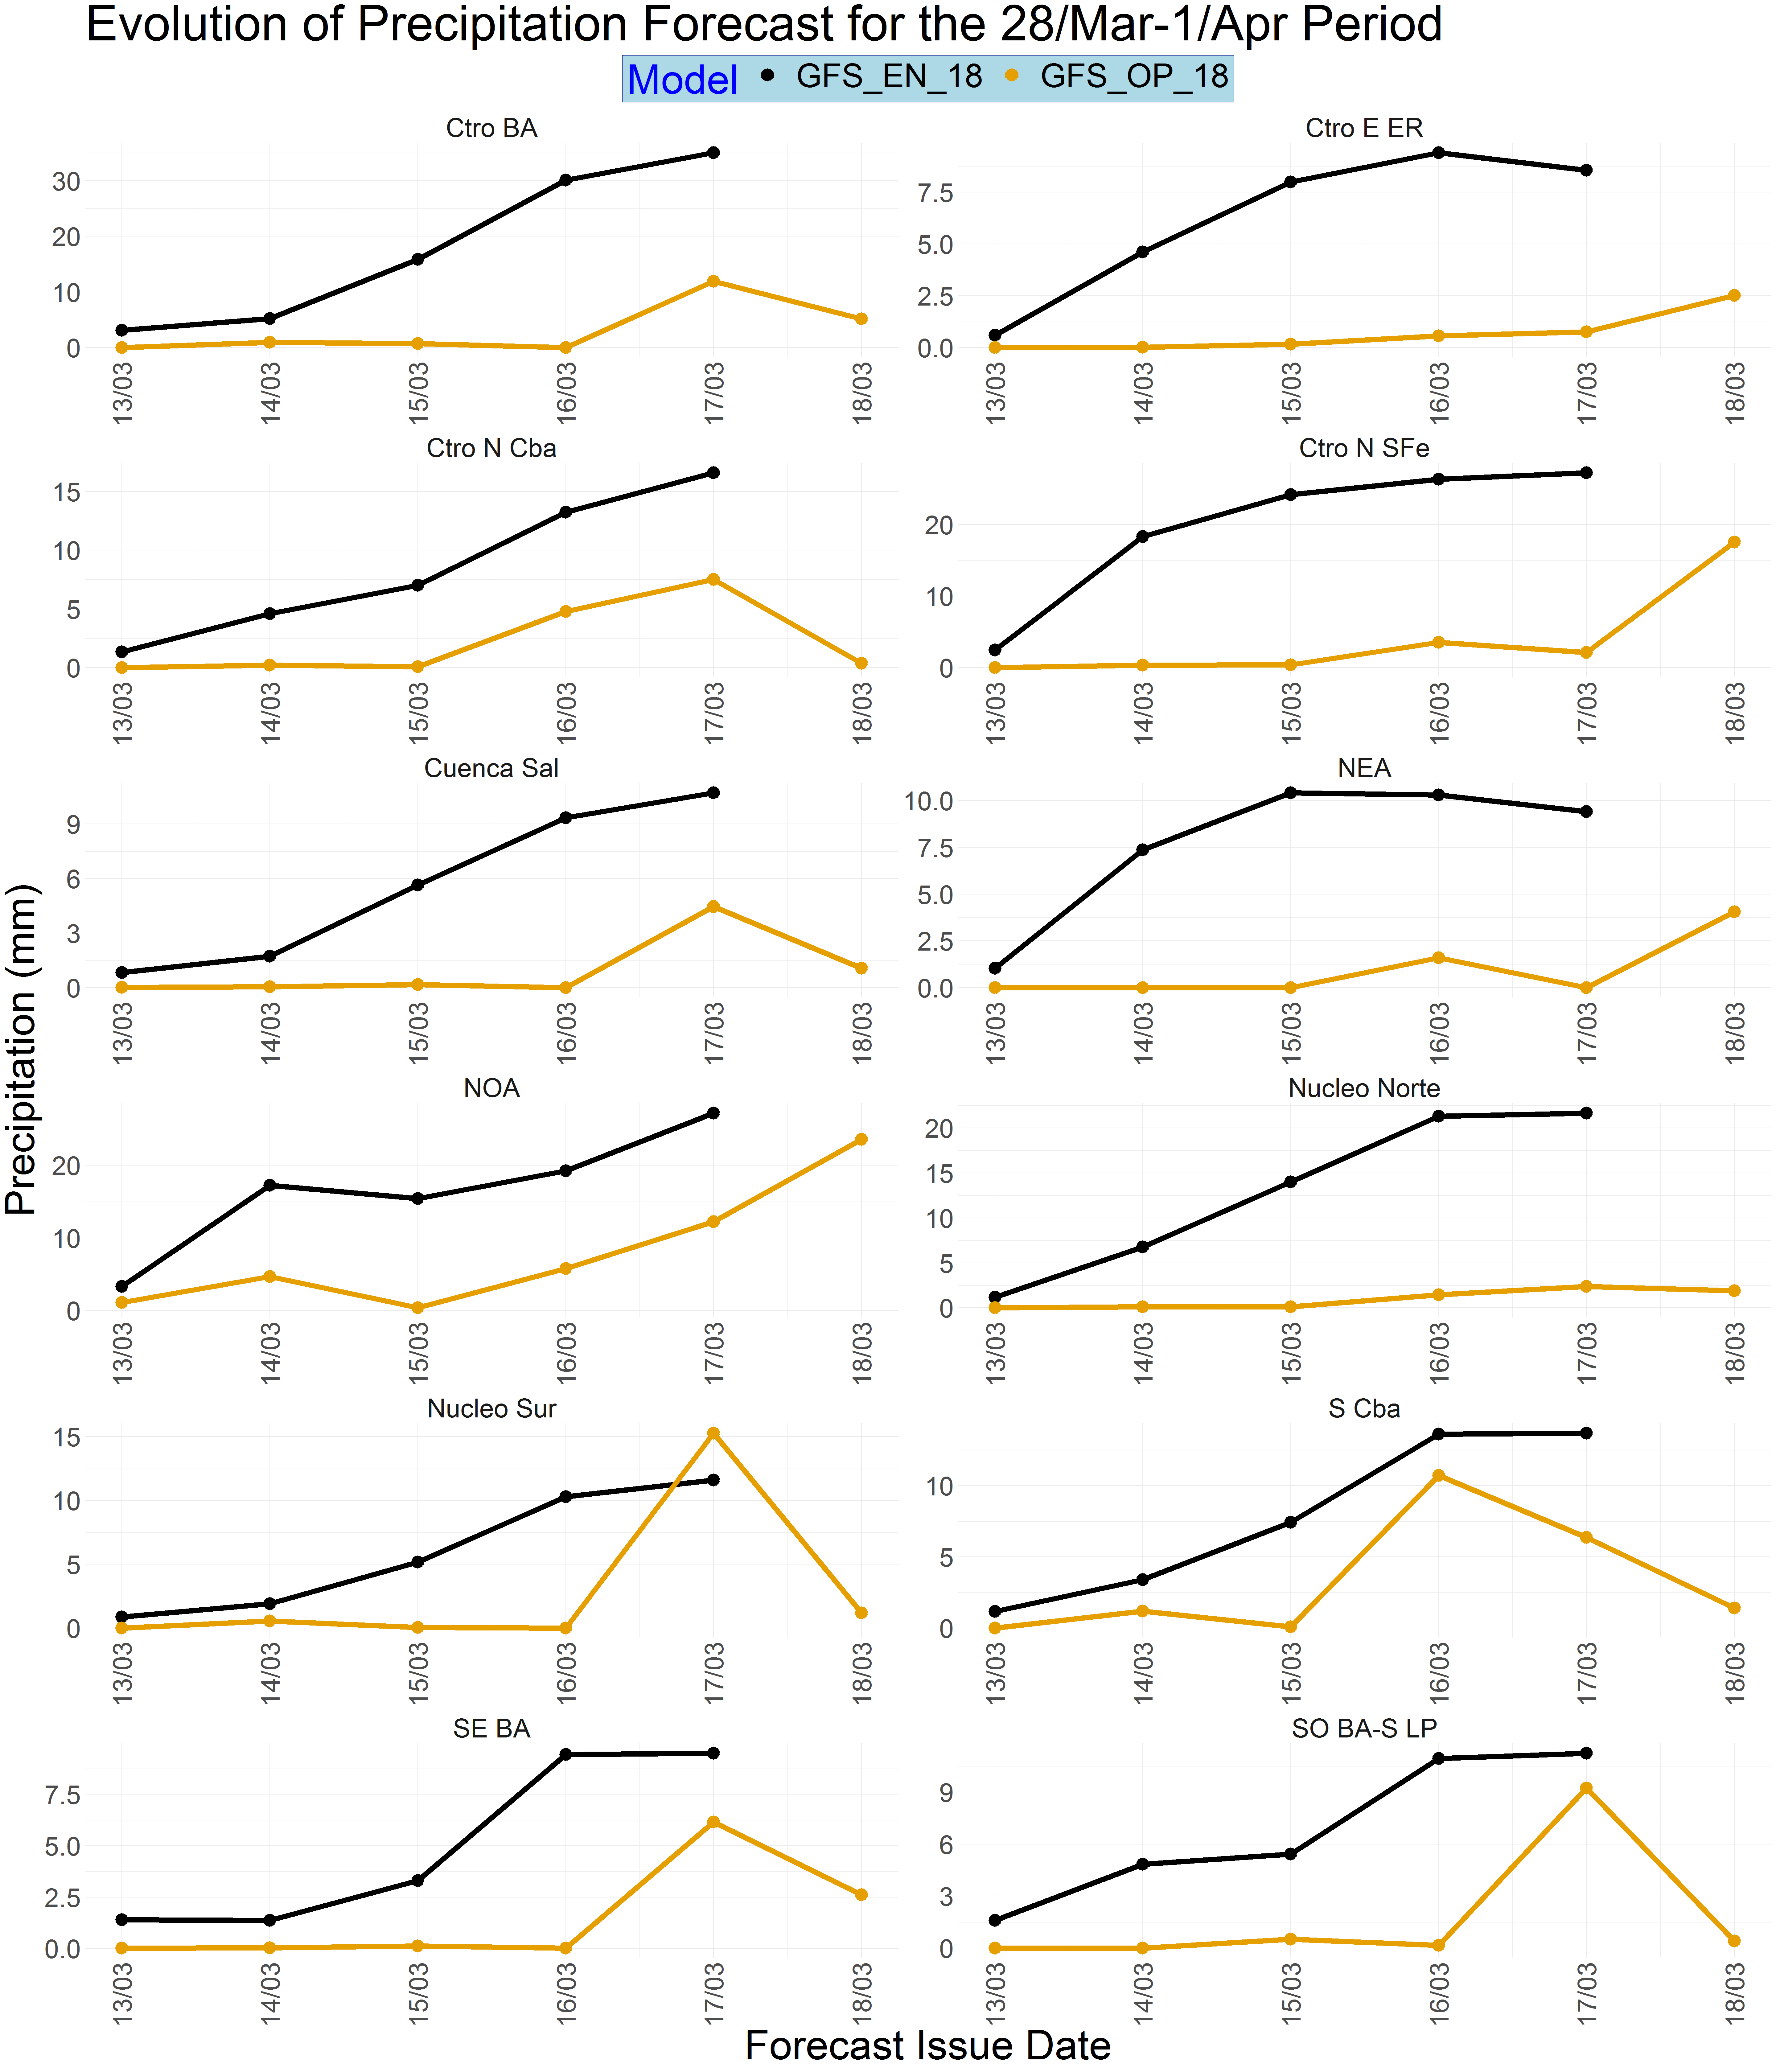 Evolution of Precipitation Forecast for the 28/Mar-1/Apr Period
Model GFS_EN_18 GFS_OP_18
Precipitation (mm)
Ctro BA
30
20
10
0
13/03 14/03 15/03 16/03 17/03 18/03
Ctro E ER
7.5
5.0
2.5
0.0
13/03 14/03 15/03 16/03 17/03 18/03
Ctro N Cba
15
10
5
0
13/03 14/03 15/03 16/03 17/03 18/03
Ctro N SFe
20
10
0
13/03 14/03 15/03 16/03 17/03 18/03
Cuenca Sal
9
6
3
0
13/03 14/03 15/03 16/03 17/03 18/03
NEA
10.0
7.5
5.0
2.5
0.0
13/03 14/03 15/03 16/03 17/03 18/03
NOA
20
10
0
13/03 14/03 15/03 16/03 17/03 18/03
Nucleo Norte
20
15
10
5
0
13/03 14/03 15/03 16/03 17/03 18/03
Nucleo Sur
15
10
5
0
13/03 14/03 15/03 16/03 17/03 18/03
S Cba
10
5
0
13/03 14/03 15/03 16/03 17/03 18/03
SE BA
7.5
5.0
2.5
0.0
13/03 14/03 15/03 16/03 17/03 18/03
SO BA-S LP
9
6
3
0
13/03 14/03 15/03 16/03 17/03 18/03
Forecast Issue Date